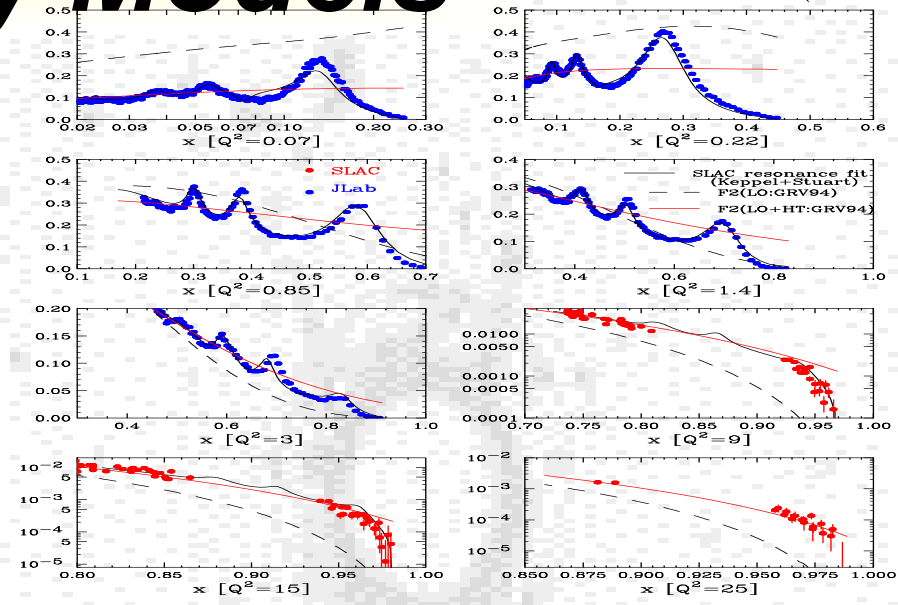 y Models
0.5
0.4
0.3
0.2
0.1
0.0
0.02 0.03 0.05 0.07 0.10 0.20 0.30
x [Q²=0.07]
0.5
0.4
0.3
0.2
0.1
0.0
0.1 0.2 0.3 0.4 0.5 0.6
x [Q²=0.22]
0.5
0.4
0.3
0.2
0.1
0.0
SLAC
JLab
0.1 0.2 0.3 0.4 0.5 0.6 0.7
x [Q²=0.85]
0.4
0.3
0.2
0.1
0.0
SLAC resonance fit
(Keppel+Stuart)
F2(LO:GRV94)
F2(LO+HT:GRV94)
0.4 0.6 0.8 1.0
x [Q²=1.4]
0.20
0.15
0.10
0.05
0.00
0.4 0.6 0.8 1.0
x [Q²=3]
0.0100
0.0050
0.0010
0.0005
0.0001
0.70 0.75 0.80 0.85 0.90 0.95 1.00
x [Q²=9]
10⁻²
5
10⁻³
5
10⁻⁴
5
10⁻⁵
0.80 0.85 0.90 0.95 1.00
x [Q²=15]
10⁻²
10⁻³
10⁻⁴
10⁻⁵
0.850 0.875 0.900 0.925 0.950 0.975 1.000
x [Q²=25]